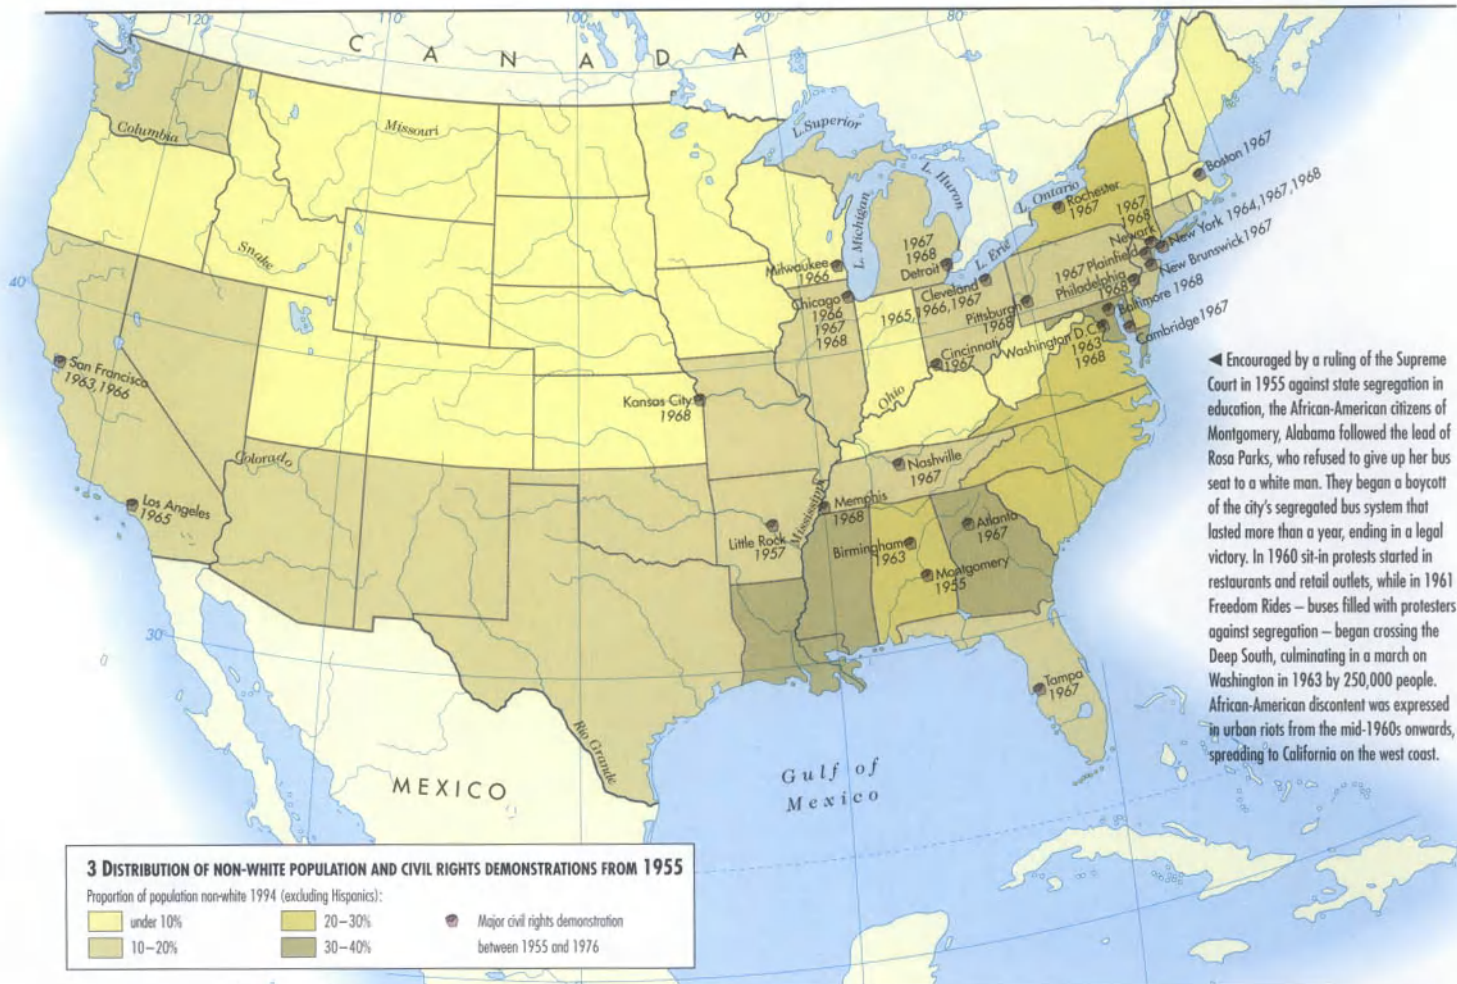 120
110
100
90
80
70
C A N A D A
Columbia
Missouri
L. Superior
L. Huron
L. Michigan
L. Ontario
L. Erie
Snake
40
30
Boston 1967
Rochester
1967
1967
1968
Newark
New York 1964,1967,1968
New Brunswick 1967
1967 Plainfield
Philadelphia
1968
Baltimore 1968
Cambridge 1967
Washington D.C.
1963
1968
Pittsburgh
1968
Cleveland
1965,1966,1967
1967
1968
Detroit
Milwaukee
1966
Chicago
1966
1967
1968
Cincinnati
1967
Ohio
Kansas City
1968
San Francisco
1963,1966
Los Angeles
1965
Colorado
Nashville
1967
Memphis
1968
Mississippi
Little Rock
1957
Birmingham
1963
Atlanta
1967
Montgomery
1955
Tampa
1967
Rio Grande
MEXICO
Gulf of
Mexico
◄ Encouraged by a ruling of the Supreme
Court in 1955 against state segregation in
education, the African-American citizens of
Montgomery, Alabama followed the lead of
Rosa Parks, who refused to give up her bus
seat to a white man. They began a boycott
of the city's segregated bus system that
lasted more than a year, ending in a legal
victory. In 1960 sit-in protests started in
restaurants and retail outlets, while in 1961
Freedom Rides – buses filled with protesters
against segregation – began crossing the
Deep South, culminating in a march on
Washington in 1963 by 250,000 people.
African-American discontent was expressed
in urban riots from the mid-1960s onwards,
spreading to California on the west coast.
3 DISTRIBUTION OF NON-WHITE POPULATION AND CIVIL RIGHTS DEMONSTRATIONS FROM 1955
Proportion of population non-white 1994 (excluding Hispanics):
under 10%
10–20%
20–30%
30–40%
Major civil rights demonstration
between 1955 and 1976